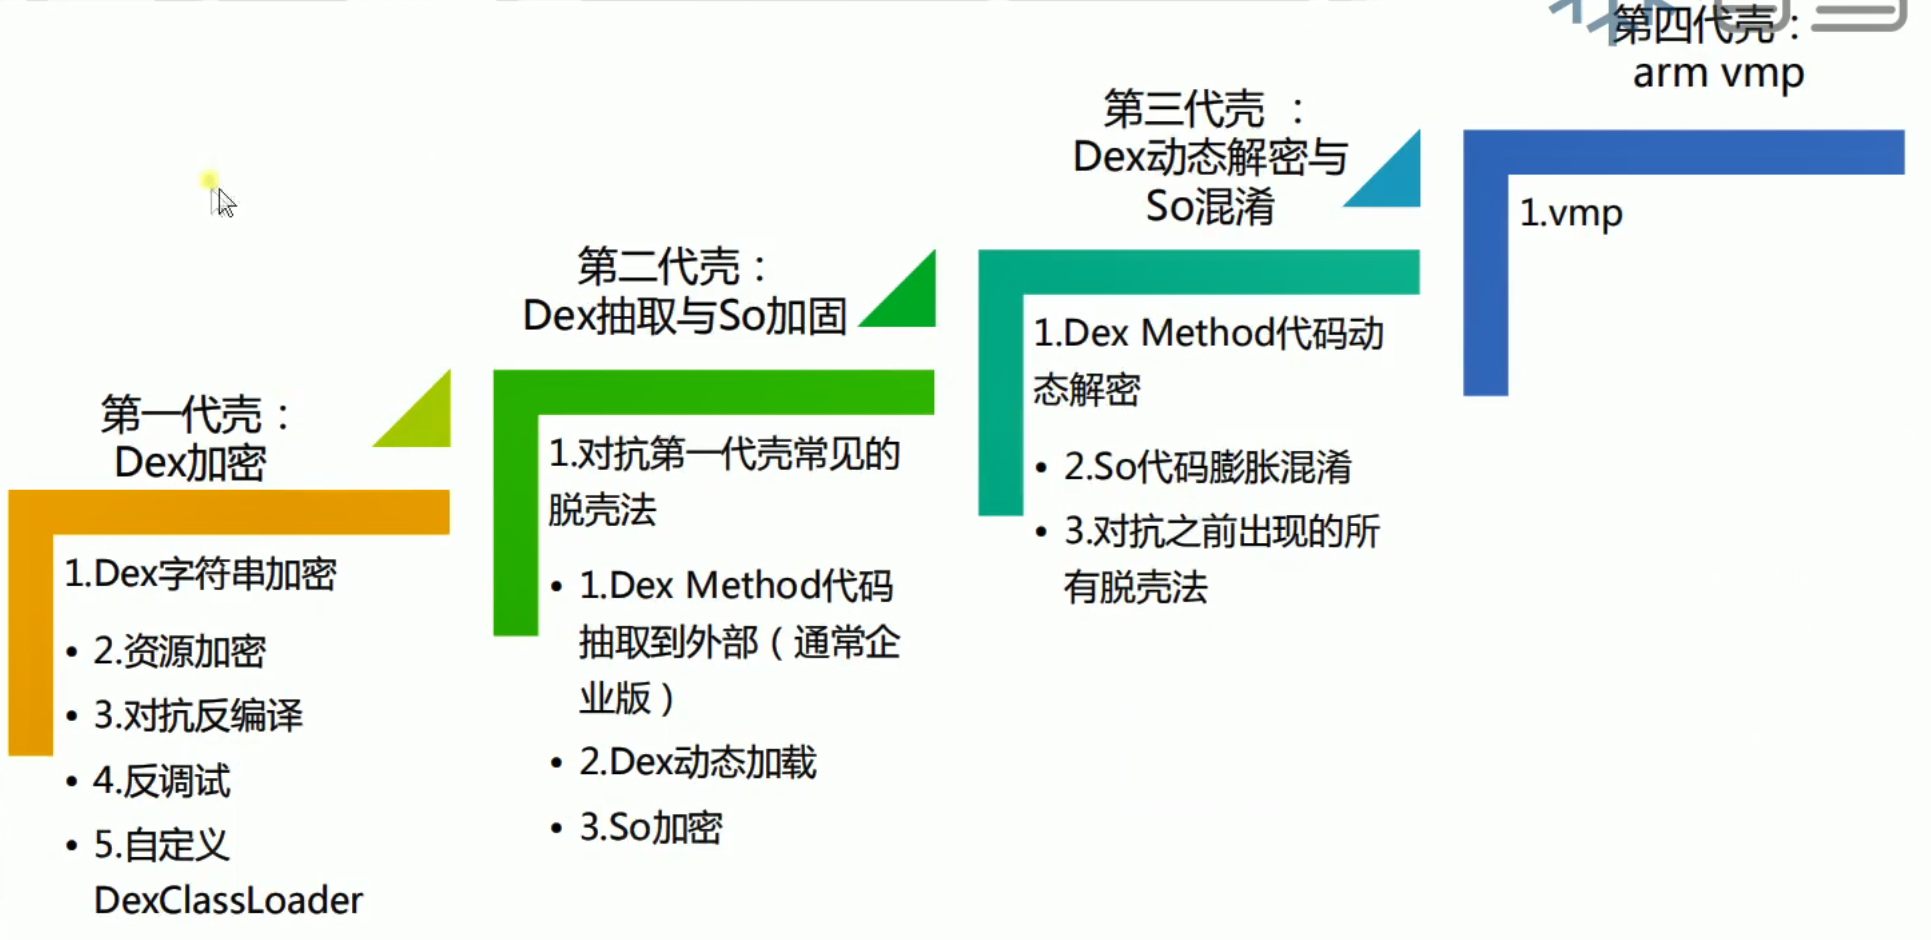 第一代壳：
Dex加密
1.Dex字符串加密
• 2.资源加密
• 3.对抗反编译
• 4.反调试
• 5.自定义
DexClassLoader
第二代壳：
Dex抽取与So加固
1.对抗第一代壳常见的
脱壳法
• 1.Dex Method代码
抽取到外部（通常企
业版）
• 2.Dex动态加载
• 3.So加密
第三代壳 ：
Dex动态解密与
So混淆
1.Dex Method代码动
态解密
• 2.So代码膨胀混淆
• 3.对抗之前出现的所
有脱壳法
第四代壳：
arm vmp
1.vmp